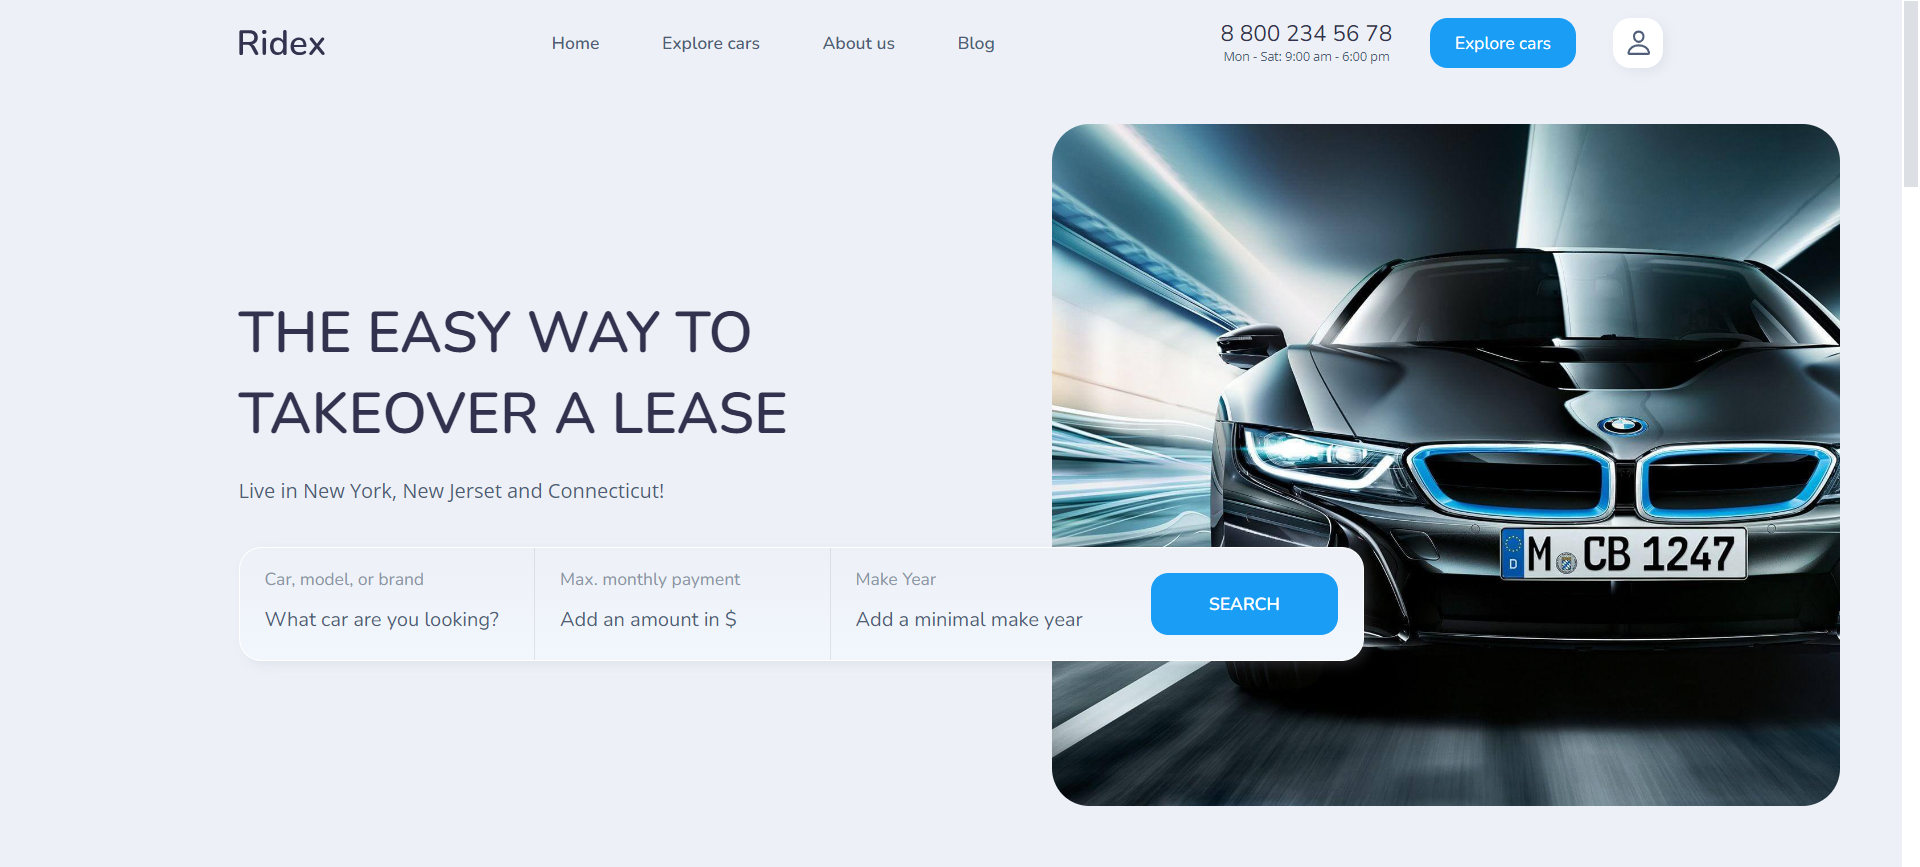 Ridex
Home
Explore cars
About us
Blog
8 800 234 56 78
Mon - Sat: 9:00 am - 6:00 pm
Explore cars
THE EASY WAY TO
TAKEOVER A LEASE
Live in New York, New Jerset and Connecticut!
Car, model, or brand
What car are you looking?
Max. monthly payment
Add an amount in $
Make Year
Add a minimal make year
SEARCH
BMW
D
M CB 1247